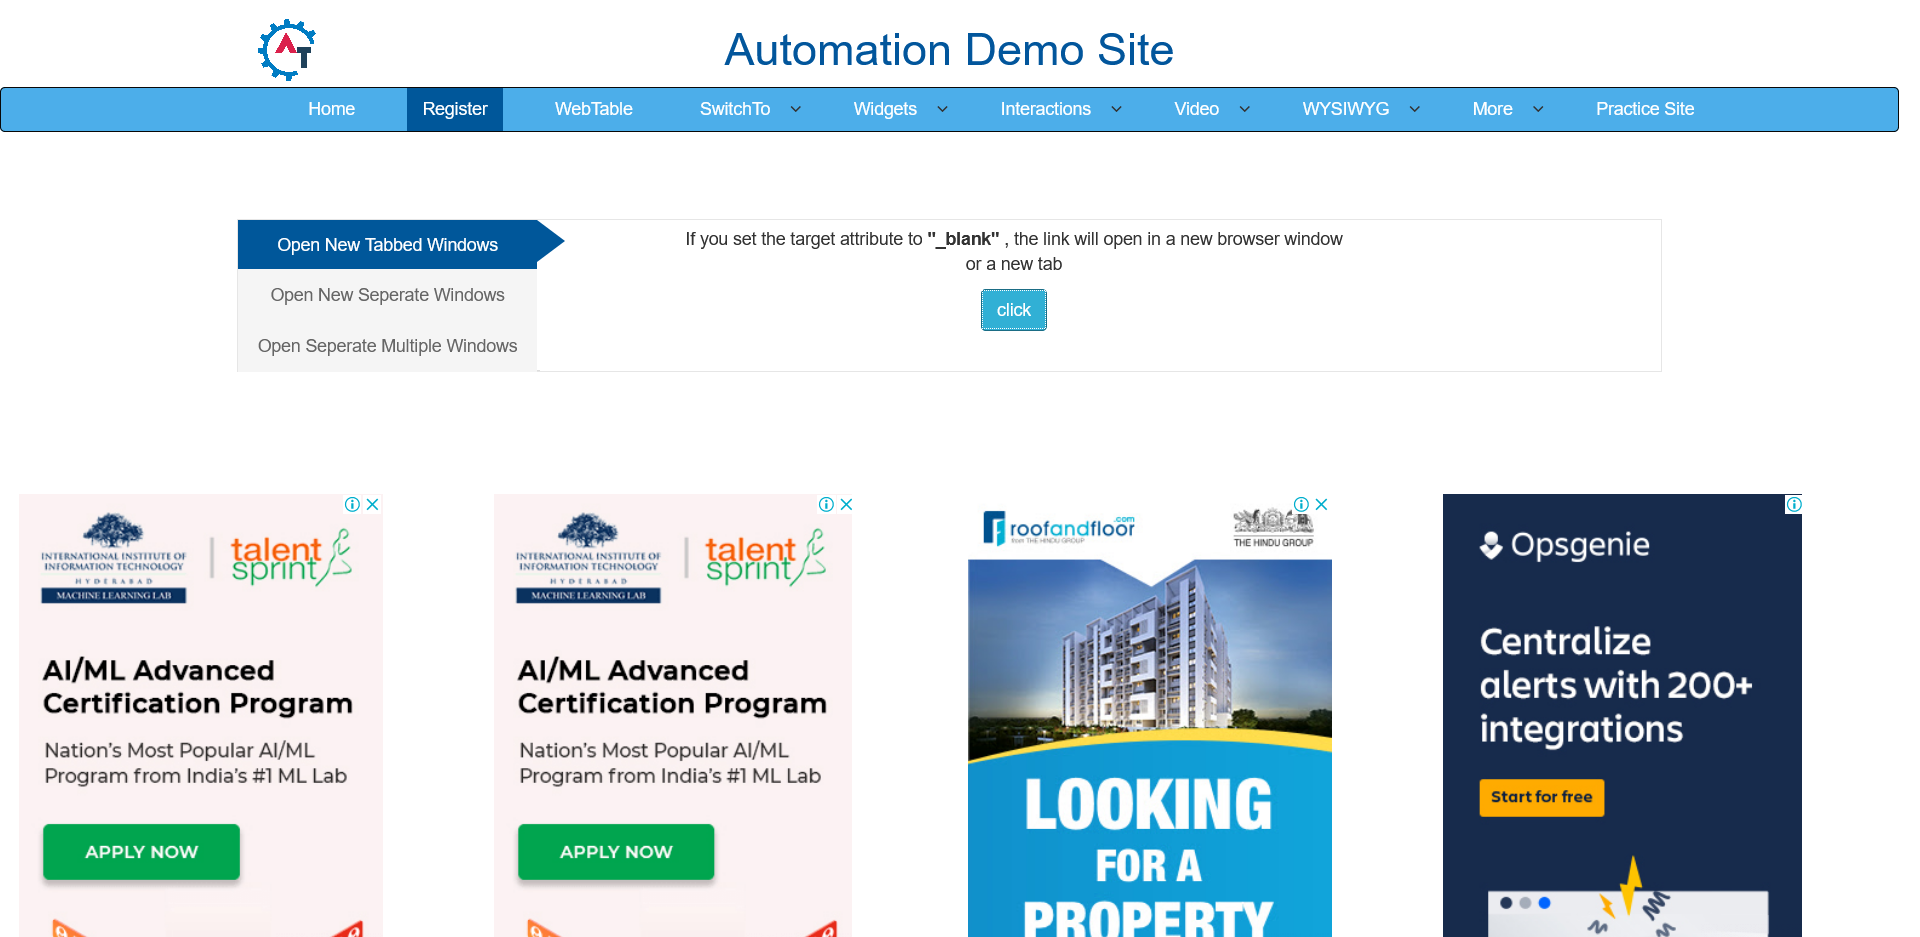 AT
Automation Demo Site
Home Register WebTable SwitchTo Widgets Interactions Video WYSIWYG More Practice Site
Open New Tabbed Windows
Open New Seperate Windows
Open Seperate Multiple Windows
If you set the target attribute to "_blank" , the link will open in a new browser window
or a new tab
click
INTERNATIONAL INSTITUTE OF
INFORMATION TECHNOLOGY
HYDERABAD
MACHINE LEARNING LAB
talent
sprint
AI/ML Advanced
Certification Program
Nation's Most Popular AI/ML
Program from India's #1 ML Lab
APPLY NOW
INTERNATIONAL INSTITUTE OF
INFORMATION TECHNOLOGY
HYDERABAD
MACHINE LEARNING LAB
talent
sprint
AI/ML Advanced
Certification Program
Nation's Most Popular AI/ML
Program from India's #1 ML Lab
APPLY NOW
roofandfloor.com
from THE HINDU GROUP
THE HINDU GROUP
LOOKING
FOR A
PROPERTY
Opsgenie
Centralize
alerts with 200+
integrations
Start for free